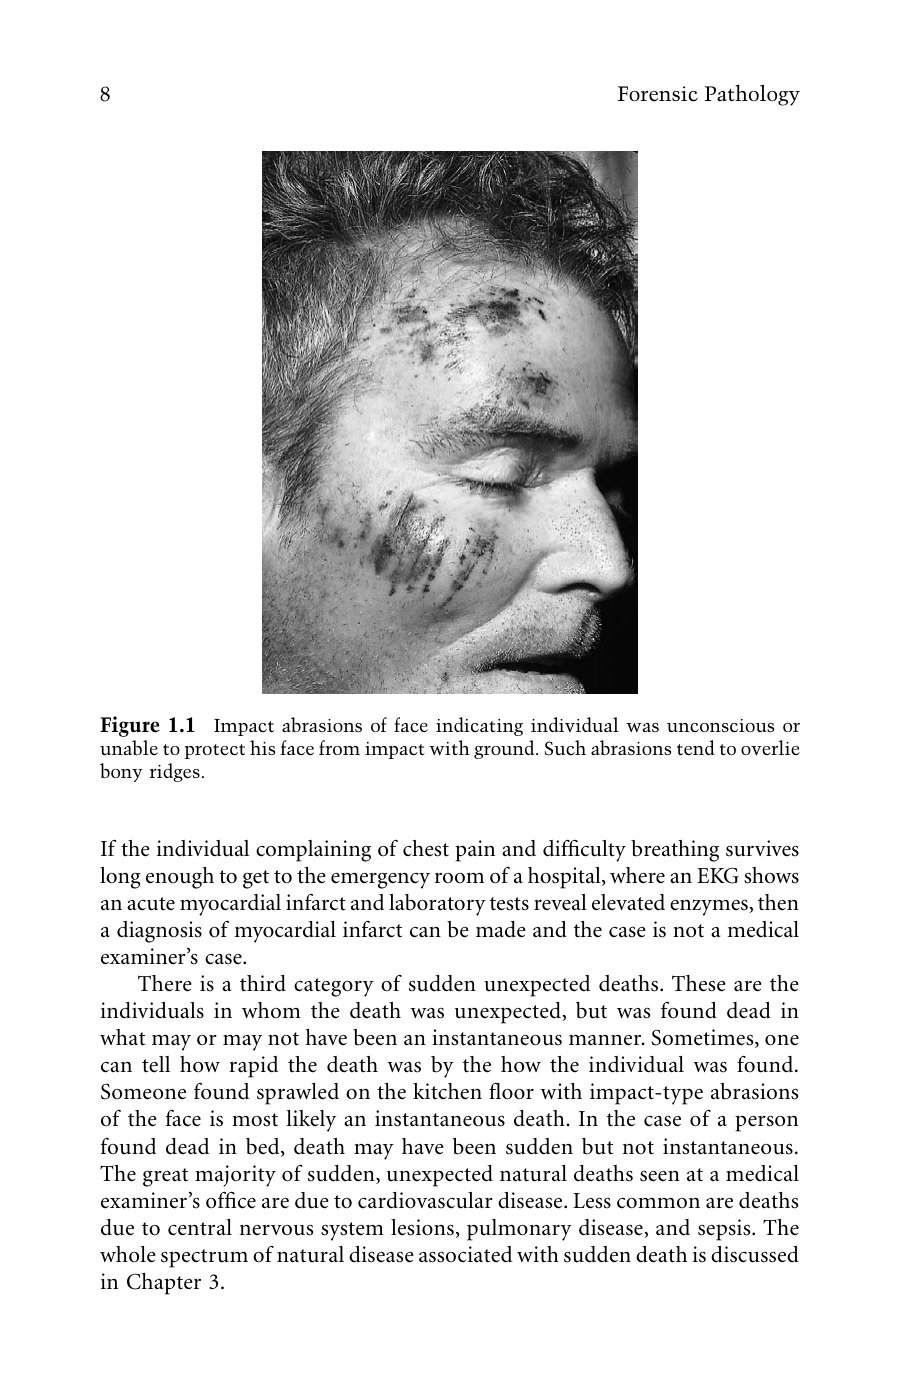 8 Forensic Pathology
Figure 1.1 Impact abrasions of face indicating individual was unconscious or
unable to protect his face from impact with ground. Such abrasions tend to overlie
bony ridges.
If the individual complaining of chest pain and difficulty breathing survives
long enough to get to the emergency room of a hospital, where an EKG shows
an acute myocardial infarct and laboratory tests reveal elevated enzymes, then
a diagnosis of myocardial infarct can be made and the case is not a medical
examiner’s case.
There is a third category of sudden unexpected deaths. These are the
individuals in whom the death was unexpected, but was found dead in
what may or may not have been an instantaneous manner. Sometimes, one
can tell how rapid the death was by the how the individual was found.
Someone found sprawled on the kitchen floor with impact-type abrasions
of the face is most likely an instantaneous death. In the case of a person
found dead in bed, death may have been sudden but not instantaneous.
The great majority of sudden, unexpected natural deaths seen at a medical
examiner’s office are due to cardiovascular disease. Less common are deaths
due to central nervous system lesions, pulmonary disease, and sepsis. The
whole spectrum of natural disease associated with sudden death is discussed
in Chapter 3.